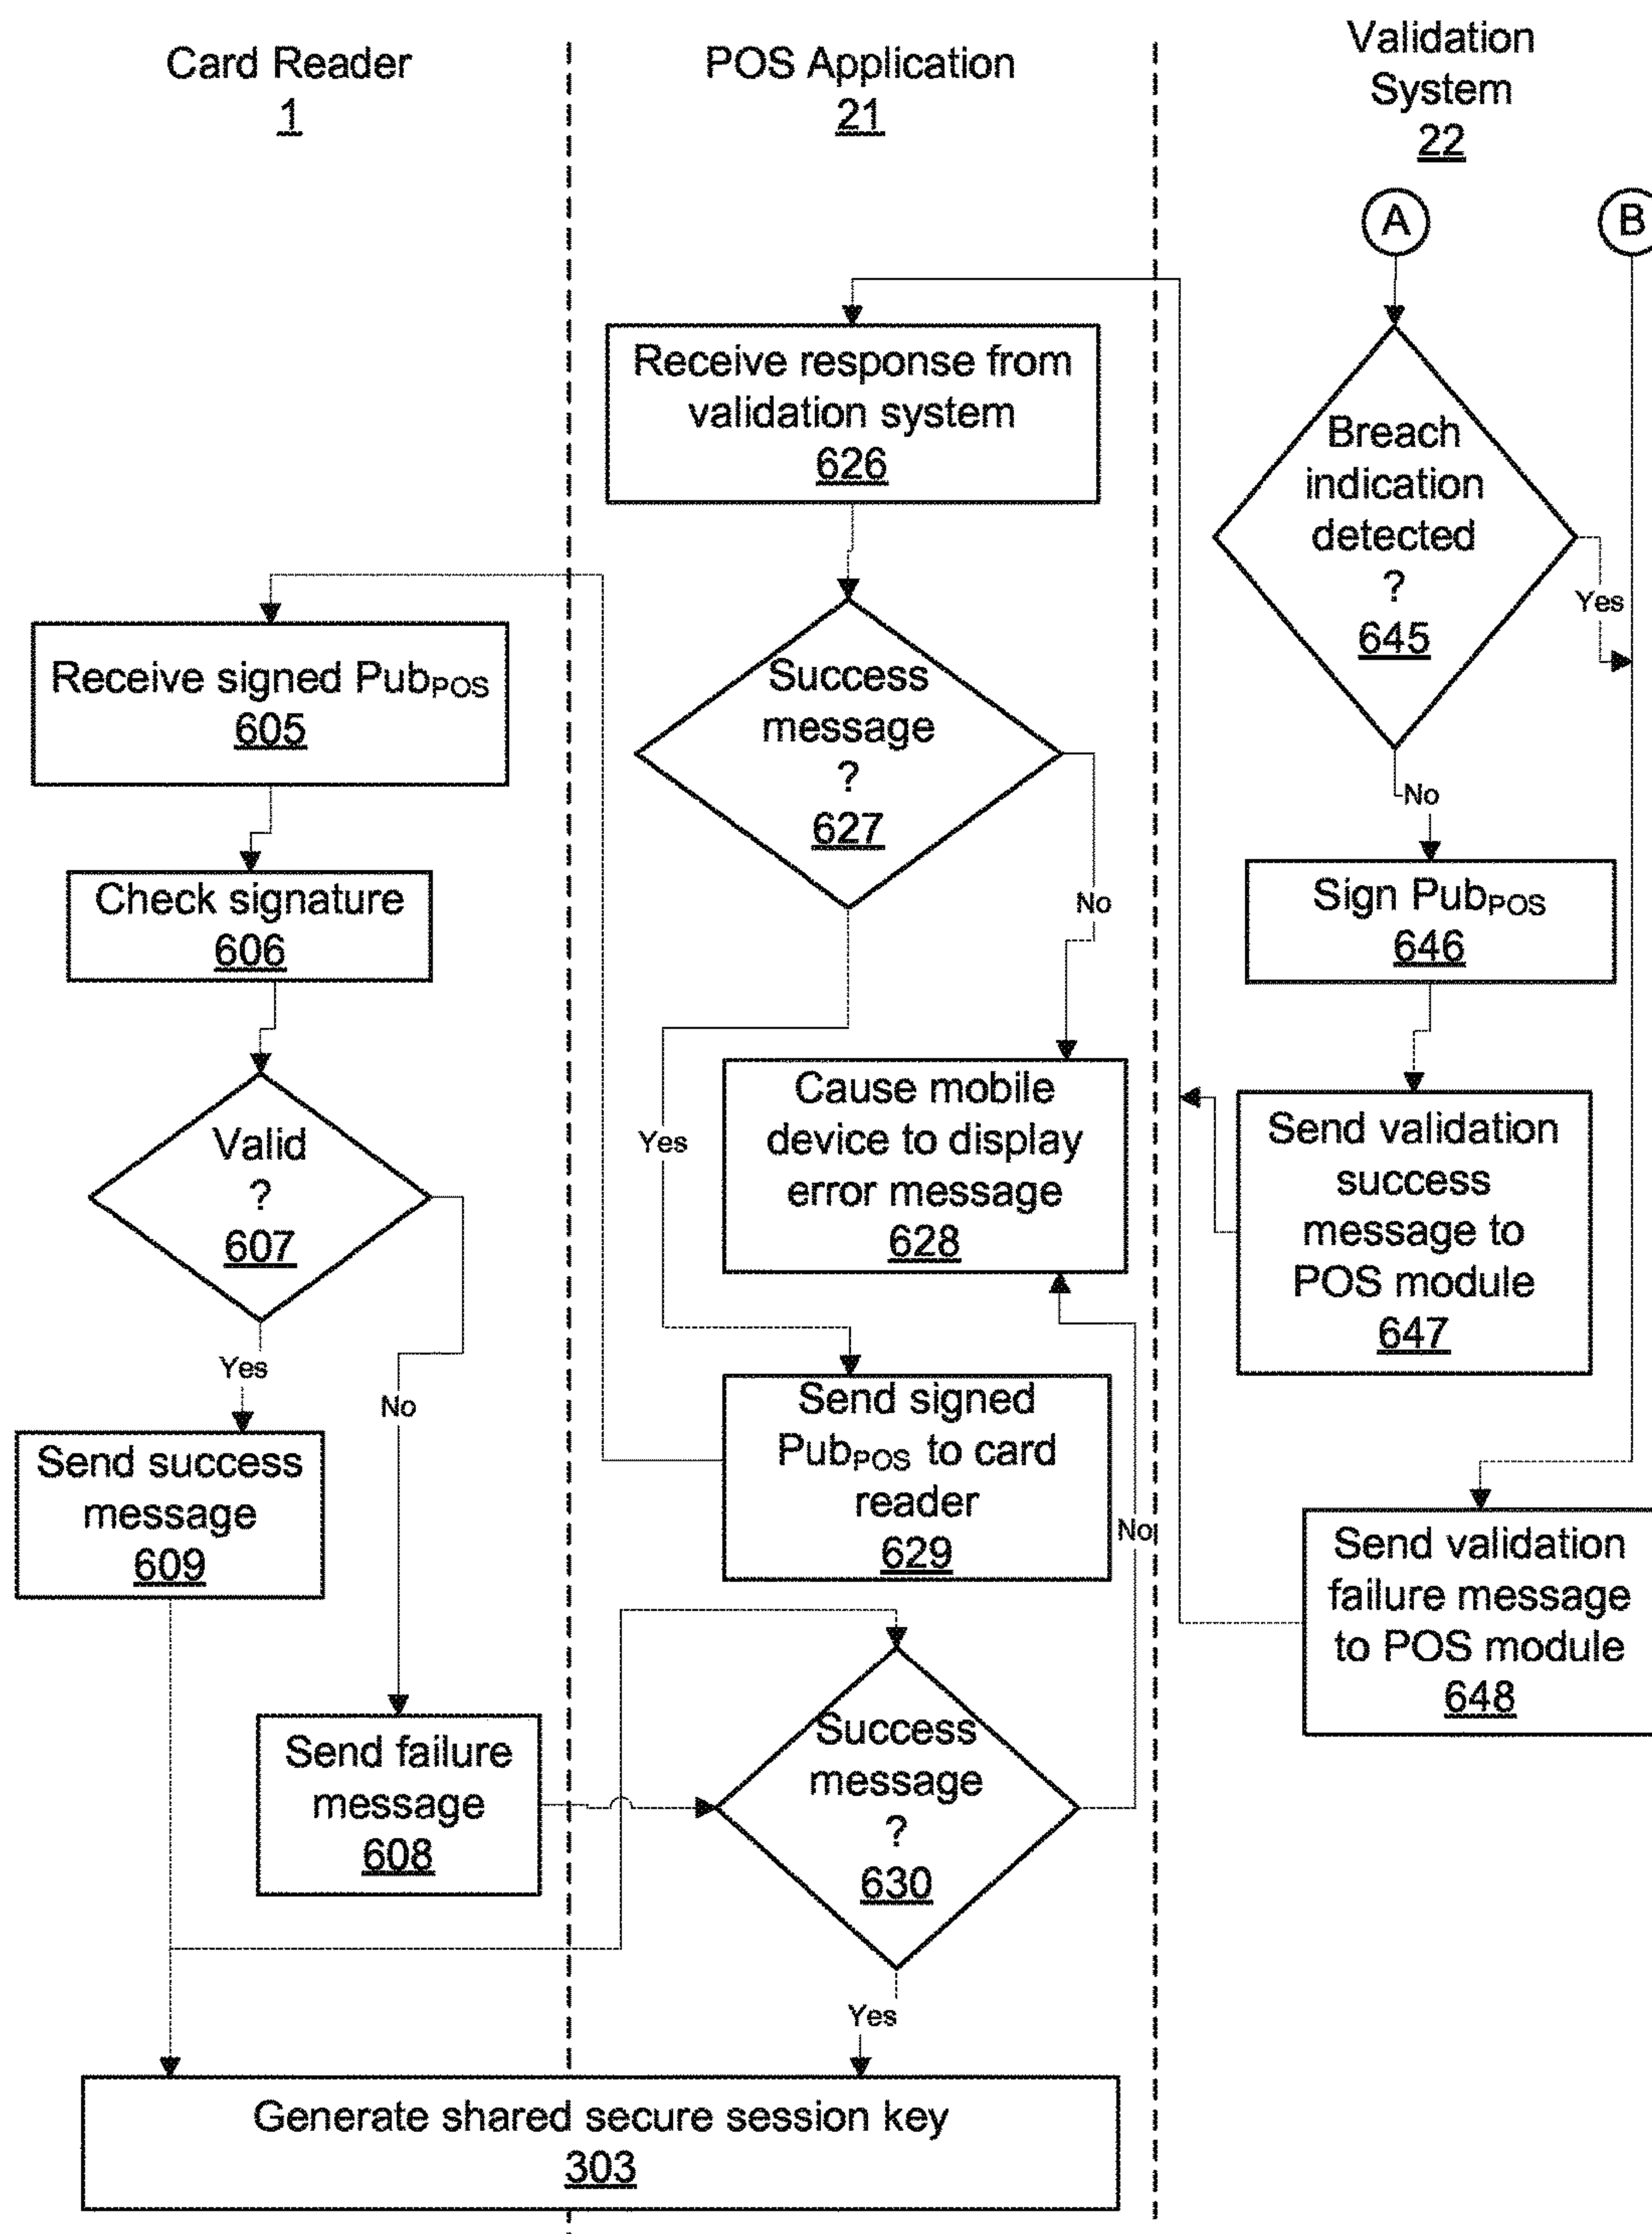 Card Reader
1
POS Application
21
Validation
System
22
A
B
Receive response from
validation system
626
Breach
indication
detected
?
645
Yes
No
Receive signed PubPOS
605
Success
message
?
627
No
Yes
Check signature
606
Sign PubPOS
646
Valid
?
607
Yes
No
Cause mobile
device to display
error message
628
Send validation
success
message to
POS module
647
Send success
message
609
Send signed
PubPOS to card
reader
629
No
Send validation
failure message
to POS module
648
Send failure
message
608
Success
message
?
630
Yes
Generate shared secure session key
303